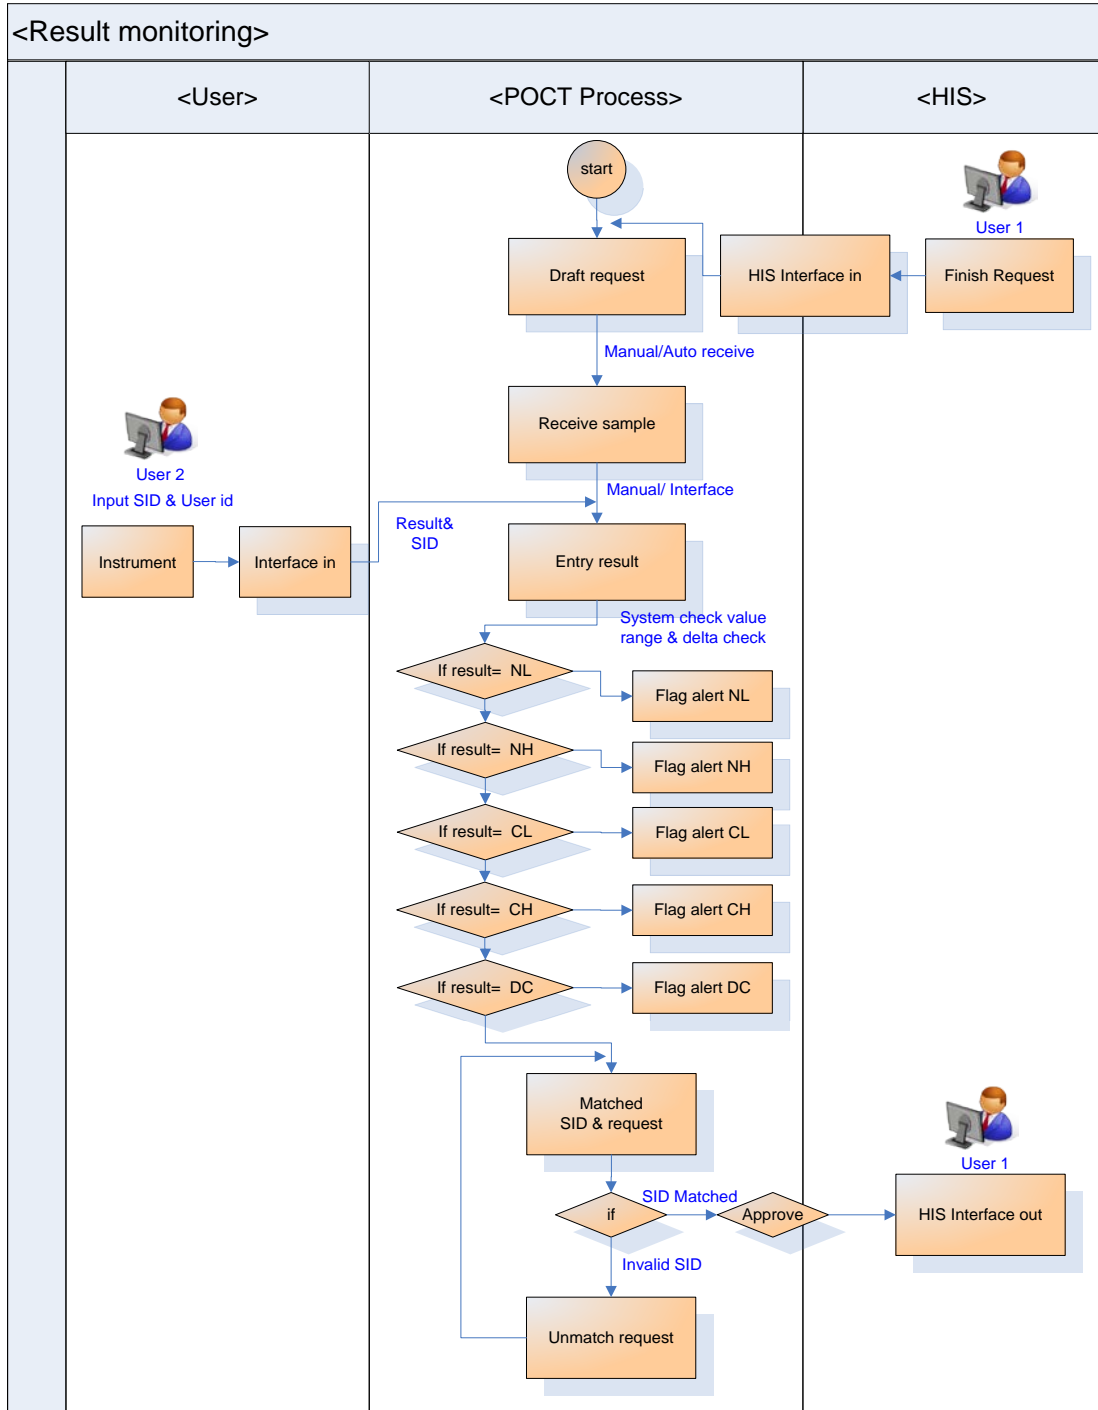 <Result monitoring>
<User>
<POCT Process>
<HIS>
start
User 1
Draft request
HIS Interface in
Finish Request
Manual/Auto receive
Receive sample
User 2
Input SID & User id
Manual/ Interface
Result&
SID
Instrument
Interface in
Entry result
System check value
range & delta check
If result=  NL
Flag alert NL
If result=  NH
Flag alert NH
If result=  CL
Flag alert CL
If result=  CH
Flag alert CH
If result=  DC
Flag alert DC
Matched
SID & request
User 1
SID Matched
if
Approve
HIS Interface out
Invalid SID
Unmatch request